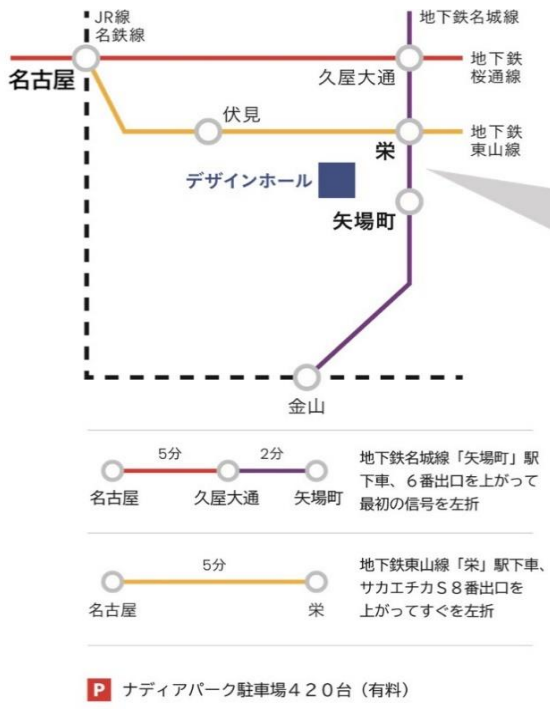 JR線
名鉄線
地下鉄名城線
名古屋
久屋大通
地下鉄
桜通線
伏見
栄
地下鉄
東山線
デザインホール
矢場町
金山
5分
2分
名古屋
久屋大通
矢場町
地下鉄名城線「矢場町」駅
下車、６番出口を上がって
最初の信号を左折
5分
名古屋
栄
地下鉄東山線「栄」駅下車、
サカエチカＳ８番出口を
上がってすぐを左折
P ナディアパーク駐車場４２０台（有料）